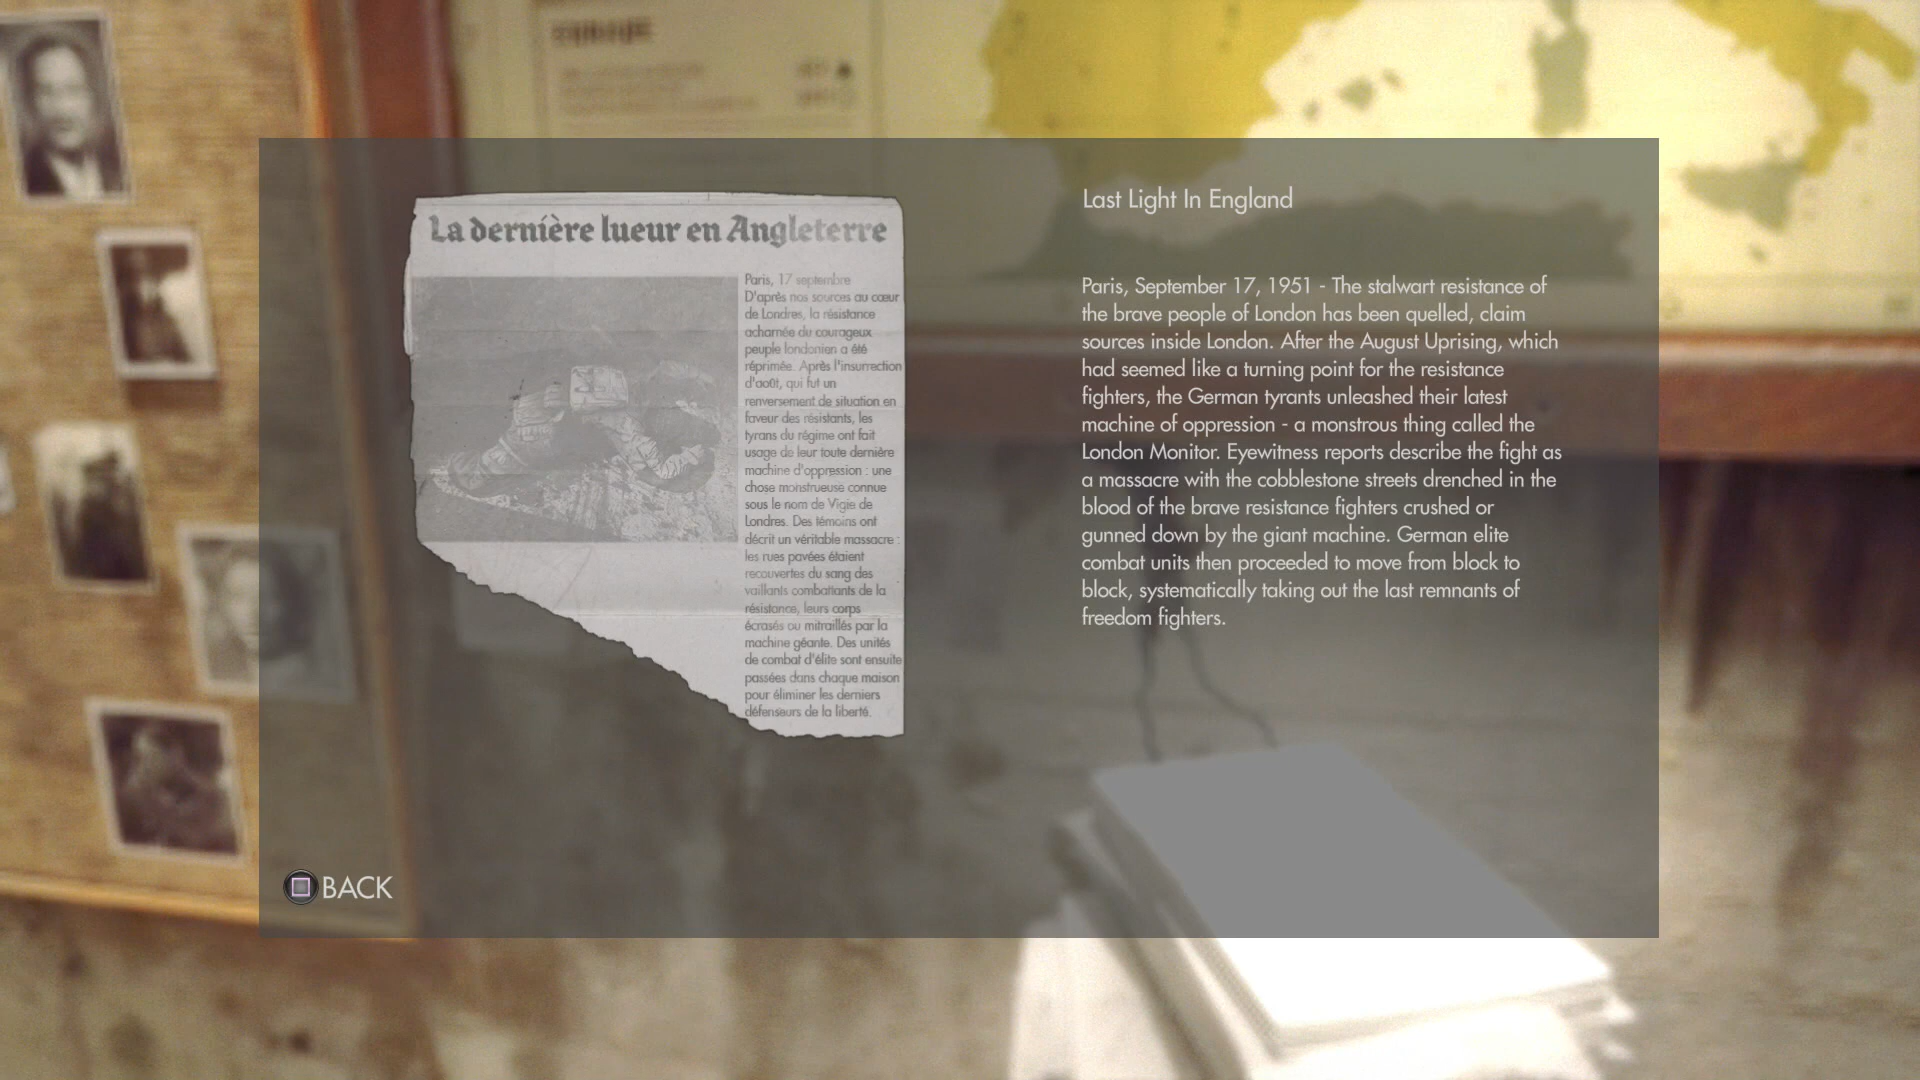 EUROPE
La dernière lueur en Angleterre
Paris, 17 septembre
D'après nos sources au cœur
de Londres, la résistance
acharnée du courageux
peuple londonien a été
réprimée. Après l'insurrection
d'août, qui fut un
renversement de situation en
faveur des résistants, les
tyrans du régime ont fait
usage de leur toute dernière
machine d'oppression : une
chose monstrueuse connue
sous le nom de Vigie de
Londres. Des témoins ont
décrit un véritable massacre :
les rues pavées étaient
recouvertes du sang des
vaillants combattants de la
résistance, leurs corps
écrasés ou mitraillés par la
machine géante. Des unités
de combat d'élite sont ensuite
passées dans chaque maison
pour éliminer les derniers
défenseurs de la liberté.
Last Light In England
Paris, September 17, 1951 - The stalwart resistance of
the brave people of London has been quelled, claim
sources inside London. After the August Uprising, which
had seemed like a turning point for the resistance
fighters, the German tyrants unleashed their latest
machine of oppression - a monstrous thing called the
London Monitor. Eyewitness reports describe the fight as
a massacre with the cobblestone streets drenched in the
blood of the brave resistance fighters crushed or
gunned down by the giant machine. German elite
combat units then proceeded to move from block to
block, systematically taking out the last remnants of
freedom fighters.
BACK